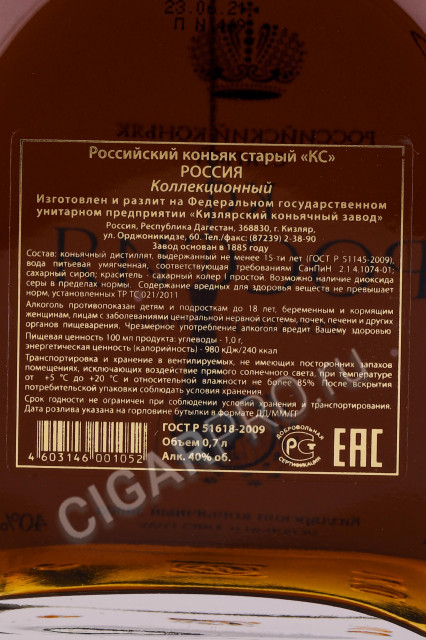 23.06.21
Российский коньяк старый «КС»
РОССИЯ
Коллекционный
Изготовлен и разлит на Федеральном государственном
унитарном предприятии «Кизлярский коньячный завод»
Россия, Республика Дагестан, 368830, г. Кизляр,
ул. Орджоникидзе, 60. Тел./факс: (87239) 2-38-90
Завод основан в 1885 году
Состав: коньячный дистиллят, выдержанный не менее 15-ти лет (ГОСТ Р 51145-2009),
вода питьевая умягченная, соответствующая требованиям СанПиН 2.1.4.1074-01;
сахарный сироп; краситель - сахарный колер простой. Возможно наличие диоксида
серы в пределах нормы. Содержание вредных для здоровья веществ не превышает
норм, установленных ТР ТС 021/2011
Алкоголь противопоказан детям и подросткам до 18 лет, беременным и кормящим
женщинам, лицам с заболеваниями центральной нервной системы, почек, печени и других
органов пищеварения. Чрезмерное употребление алкоголя вредит Вашему здоровью
Пищевая ценность 100 мл продукта: углеводы - 1,0 г,
энергетическая ценность (калорийность) - 980 кДж/240 ккал
Транспортировка и хранение в вентилируемых, не имеющих посторонних запахов
помещениях, исключающих воздействие прямого солнечного света, при температуре
от +5 °С до +20 °С и относительной влажности не более 85% После вскрытия
потребительской упаковки соблюдать условия хранения
Срок годности не ограничен при соблюдении условий хранения и транспортирования.
Дата розлива указана на горловине бутылки в формате ДД/ММ/ГГ
ГОСТ Р 51618-2009
Объем 0,7 л
Алк. 40% об.
4603146001052
ДОБРОВОЛЬНАЯ
СЕРТИФИКАЦИЯ
EAC